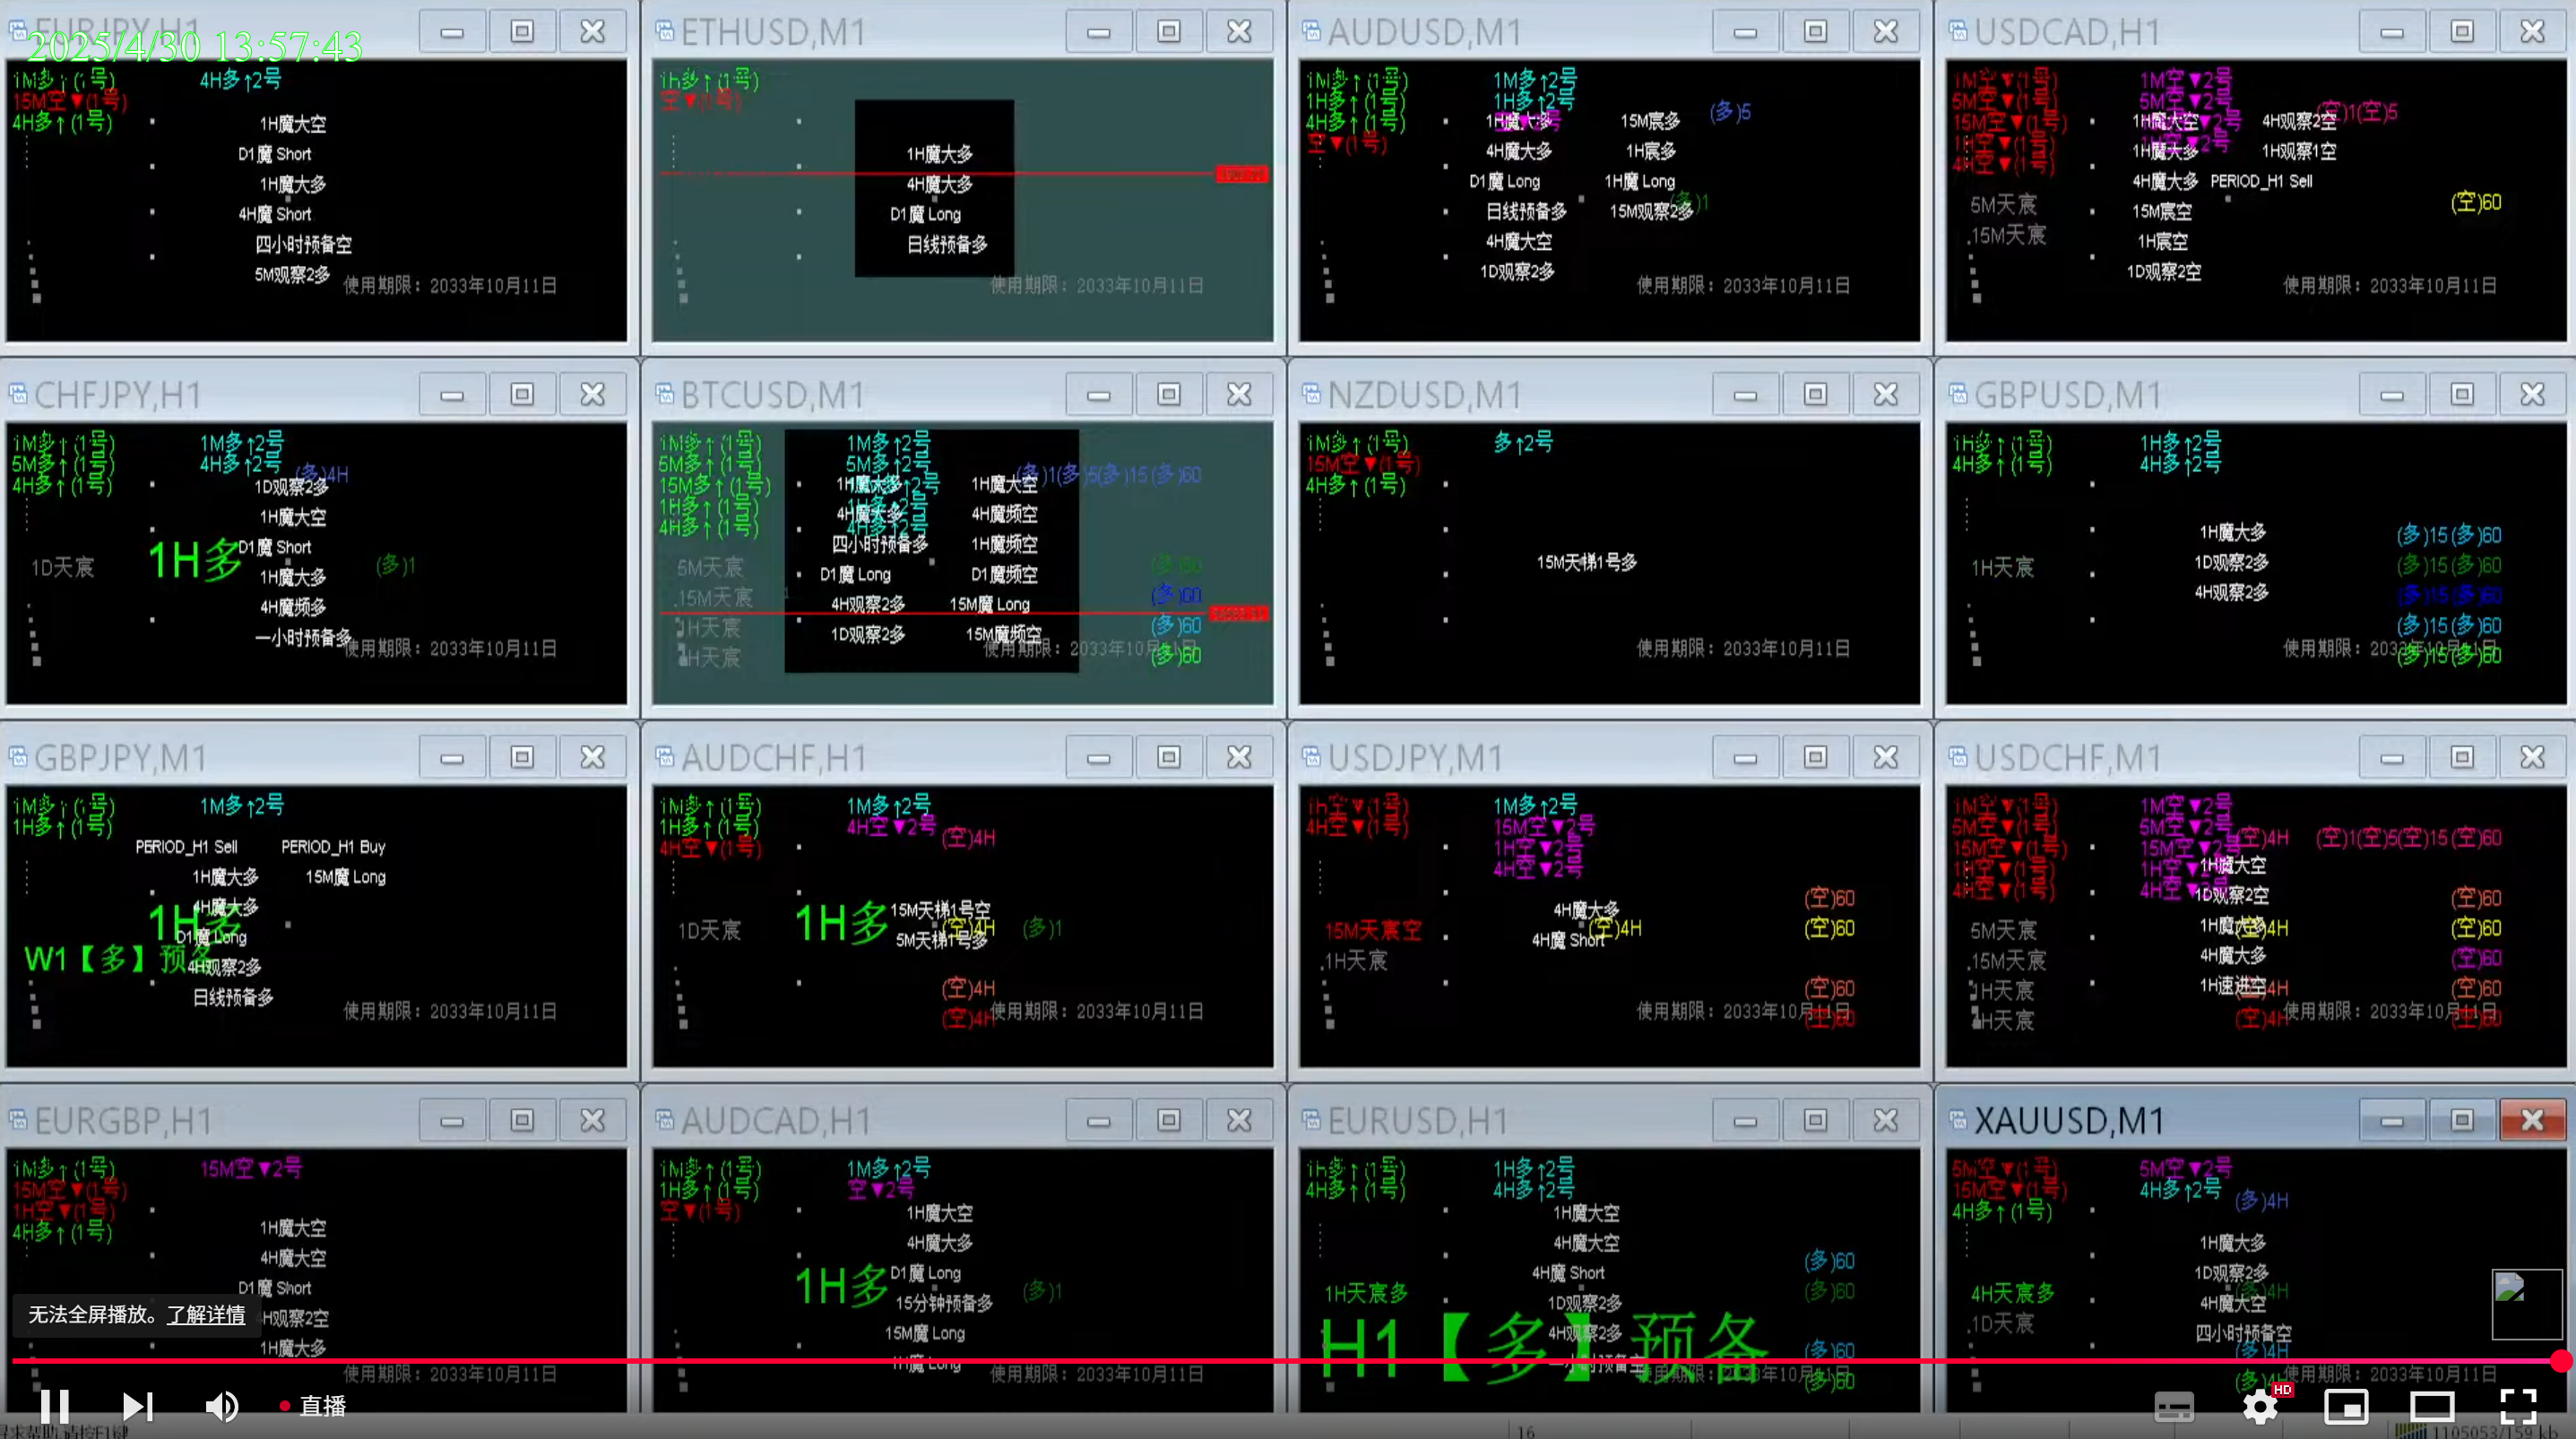 EURJPY,H1
2025/4/30 13:57:43
1M多↑(1号)
15M空▼(1号)
4H多↑(1号)
4H多↑2号
1H魔大空
D1魔 Short
1H魔大多
4H魔 Short
四小时预备空
5M观察2多
使用期限：2033年10月11日
ETHUSD,M1
1h多↑(1号)
空▼(1号)
1H魔大多
4H魔大多
D1魔 Long
日线预备多
使用期限：2033年10月11日
AUDUSD,M1
1M多↑(1号)
1H多↑(1号)
4H多↑(1号)
空▼(1号)
1M多↑2号
1H多↑2号
(多)5
1H魔大多
15M宸多
4H魔大多
1H宸多
D1魔 Long
1H魔 Long
(多)1
日线预备多
15M观察2多
4H魔大空
1D观察2多
使用期限：2033年10月11日
USDCAD,H1
1M空▼(1号)
5M空▼(1号)
15M空▼(1号)
1H空▼(1号)
4H空▼(1号)
1M空▼2号
5M空▼2号
(空)1(空)5
1H魔大空
4H观察2空
1H魔大多
1H观察1空
4H魔大多
PERIOD_H1 Sell
5M天宸
(空)60
15M宸空
15M天宸
1H宸空
1D观察2空
使用期限：2033年10月11日
CHFJPY,H1
1M多↑(1号)
5M多↑(1号)
4H多↑(1号)
1M多↑2号
4H多↑2号
(多)4H
1D观察2多
1H魔大空
1D天宸
1H多
D1魔 Short
(多)1
1H魔大多
4H魔频多
一小时预备多
使用期限：2033年10月11日
BTCUSD,M1
1M多↑(1号)
5M多↑(1号)
15M多↑(1号)
1H多↑(1号)
4H多↑(1号)
1M多↑2号
5M多↑2号
4H多↑2号
(多)1(多)5(多)15(多)60
1H魔大多
1H魔大空
4H魔大多
4H魔频空
四小时预备多
1H魔频空
5M天宸
(多)60
D1魔 Long
D1魔频空
15M天宸
(多)60
4H观察2多
15M魔 Long
1H天宸
(多)60
1D观察2多
15M魔频空
4H天宸
(多)60
使用期限：2033年10月11日
NZDUSD,M1
1M多↑(1号)
15M空▼(1号)
4H多↑(1号)
多↑2号
15M天梯1号多
使用期限：2033年10月11日
GBPUSD,M1
1H多↑(1号)
4H多↑(1号)
1H多↑2号
4H多↑2号
1H魔大多
(多)15(多)60
1H天宸
1D观察2多
(多)15(多)60
4H观察2多
(多)15(多)60
(多)15(多)60
(多)15(多)60
使用期限：2033年10月11日
GBPJPY,M1
1M多↑(1号)
1H多↑(1号)
1M多↑2号
PERIOD_H1 Sell
PERIOD_H1 Buy
1H魔大多
15M魔 Long
4H魔大多
1H多
D1魔 Long
W1【多】预备
4H观察2多
日线预备多
使用期限：2033年10月11日
AUDCHF,H1
1M多↑(1号)
1H多↑(1号)
4H空▼(1号)
1M多↑2号
4H空▼2号
(空)4H
15M天梯1号空
1D天宸
1H多
(空)4H
(多)1
5M天梯1号多
(空)4H
(空)4H
使用期限：2033年10月11日
USDJPY,M1
1h空▼(1号)
4H空▼(1号)
1M多↑2号
15M空▼2号
1H空▼2号
4H空▼2号
4H魔大多
(空)60
15M天宸空
(空)4H
(空)60
4H魔 Short
1H天宸
(空)60
(空)60
使用期限：2033年10月11日
USDCHF,M1
1M空▼(1号)
5M空▼(1号)
15M空▼(1号)
1H空▼(1号)
4H空▼(1号)
1M空▼2号
5M空▼2号
15M空▼2号
1H空▼2号
4H空▼2号
(空)4H
(空)1(空)5(空)15(空)60
1H魔大空
1D观察2空
(空)60
5M天宸
1H魔大多
(空)4H
(空)60
15M天宸
4H魔大多
(空)60
1H天宸
1H速进空
(空)4H
(空)60
4H天宸
(空)4H
(空)60
使用期限：2033年10月11日
EURGBP,H1
1M多↑(1号)
15M空▼(1号)
1H空▼(1号)
4H多↑(1号)
15M空▼2号
1H魔大空
4H魔大空
D1魔 Short
4H观察2空
1H魔大多
使用期限：2033年10月11日
AUDCAD,H1
1M多↑(1号)
1H多↑(1号)
空▼(1号)
1M多↑2号
空▼2号
1H魔大空
4H魔大多
1H多
D1魔 Long
(多)1
15分钟预备多
15M魔 Long
1H魔 Long
使用期限：2033年10月11日
EURUSD,H1
1h多↑(1号)
4H多↑(1号)
1H多↑2号
4H多↑2号
1H魔大空
4H魔大空
(多)60
4H魔 Short
1H天宸多
1D观察2多
(多)60
4H观察2多
H1【多】预备
(多)60
一小时预备空
(多)60
使用期限：2033年10月11日
XAUUSD,M1
5M空▼(1号)
15M空▼(1号)
4H多↑(1号)
5M空▼2号
4H多↑2号
(多)4H
1H魔大多
1D观察2多
4H天宸多
(多)4H
4H魔大空
1D天宸
四小时预备空
(多)4H
使用期限：2033年10月11日
无法全屏播放。了解详情
直播
HD
16
1105053/159 kb